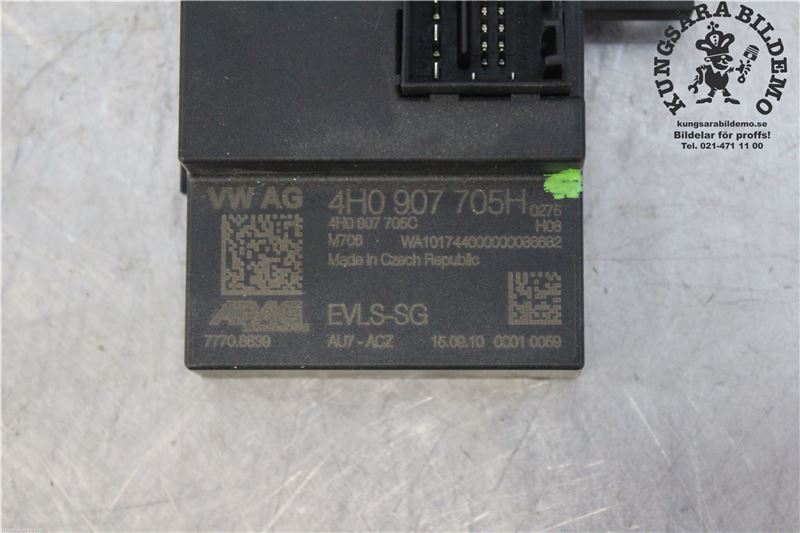 KUNGSARA BILDEMO
kungsarabildemo.se
Bildelar för proffs!
Tel: 021-471 11 00
VW AG
4H0 907 705H 0275
4H0 907 705C H08
M706 WA101744000000088882
Made in Czech Republic
APAG
EVLS-SG
7770.8639
AU7-ACZ 15.09.10 0001 0059